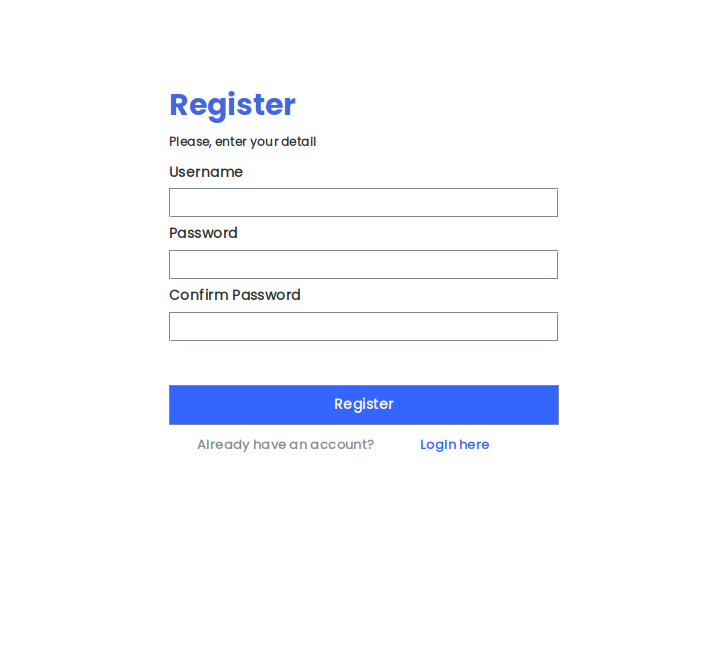 Register
Please, enter your detail
Username
Password
Confirm Password
Register
Already have an account? Login here